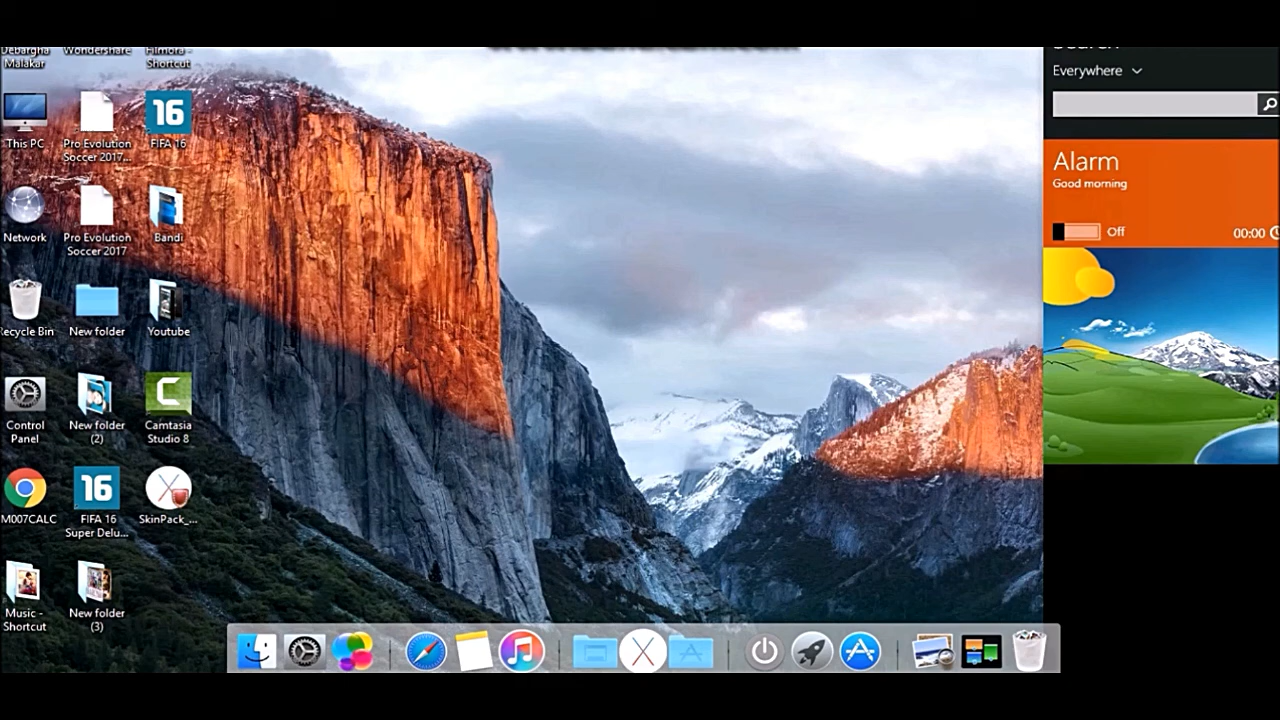 Debargha
Malakar
Wondershare
Filmora -
Shortcut
Search
Everywhere
This PC
Pro Evolution
Soccer 2017...
16
FIFA 16
Alarm
Good morning
Off
00:00
Network
Pro Evolution
Soccer 2017
Bandi
Recycle Bin
New folder
Youtube
Control
Panel
New folder
(2)
Camtasia
Studio 8
M007CALC
16
FIFA 16
Super Delu...
SkinPack_...
Music -
Shortcut
New folder
(3)